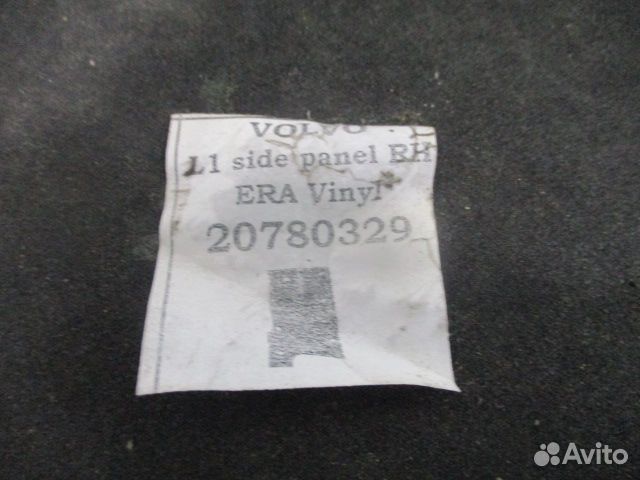 VOLVO
L1 side panel RH
ERA Vinyl
20780329
Avito